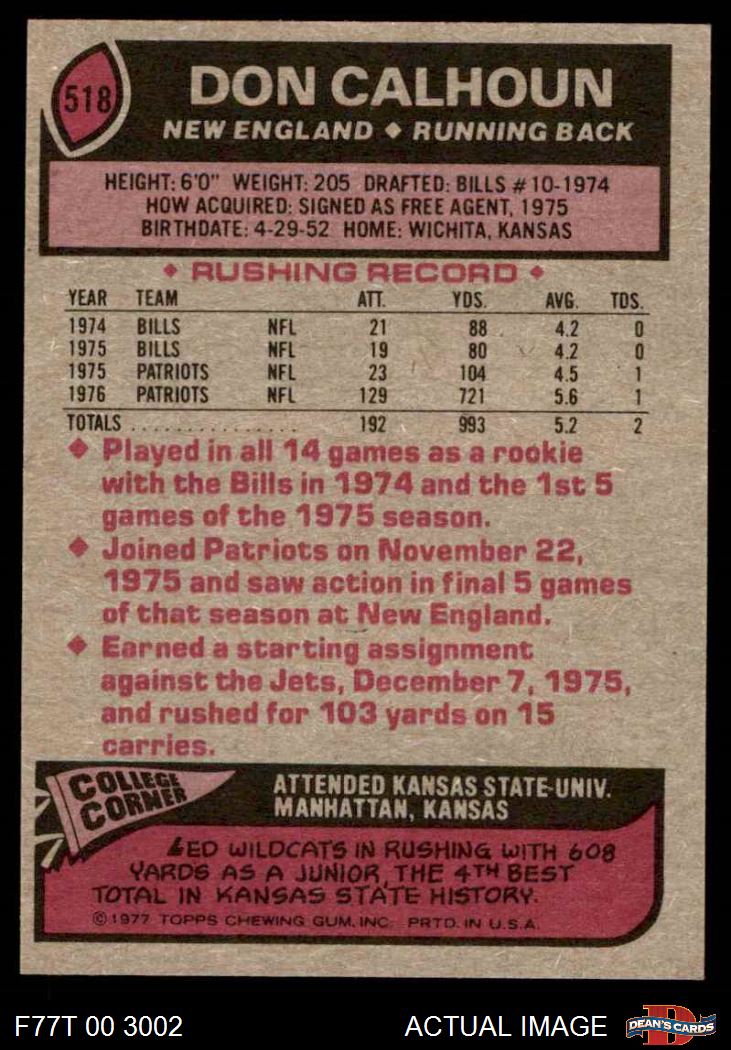 518
DON CALHOUN
NEW ENGLAND ♦ RUNNING BACK
HEIGHT: 6'0" WEIGHT: 205 DRAFTED: BILLS #10-1974
HOW ACQUIRED: SIGNED AS FREE AGENT, 1975
BIRTHDATE: 4-29-52 HOME: WICHITA, KANSAS
♦ RUSHING RECORD ♦
YEAR TEAM ATT. YDS. AVG. TDS.
1974 BILLS NFL 21 88 4.2 0
1975 BILLS NFL 19 80 4.2 0
1975 PATRIOTS NFL 23 104 4.5 1
1976 PATRIOTS NFL 129 721 5.6 1
TOTALS . . . . . . . . . . . . . . . 192 993 5.2 2
♦ Played in all 14 games as a rookie
with the Bills in 1974 and the 1st 5
games of the 1975 season.
♦ Joined Patriots on November 22,
1975 and saw action in final 5 games
of that season at New England.
♦ Earned a starting assignment
against the Jets, December 7, 1975,
and rushed for 103 yards on 15
carries.
COLLEGE
CORNER
ATTENDED KANSAS STATE-UNIV.
MANHATTAN, KANSAS
LED WILDCATS IN RUSHING WITH 608
YARDS AS A JUNIOR, THE 4TH BEST
TOTAL IN KANSAS STATE HISTORY.
© 1977 TOPPS CHEWING GUM, INC. PRTD. IN U.S.A.
F77T 00 3002 ACTUAL IMAGE D DEAN'S CARDS